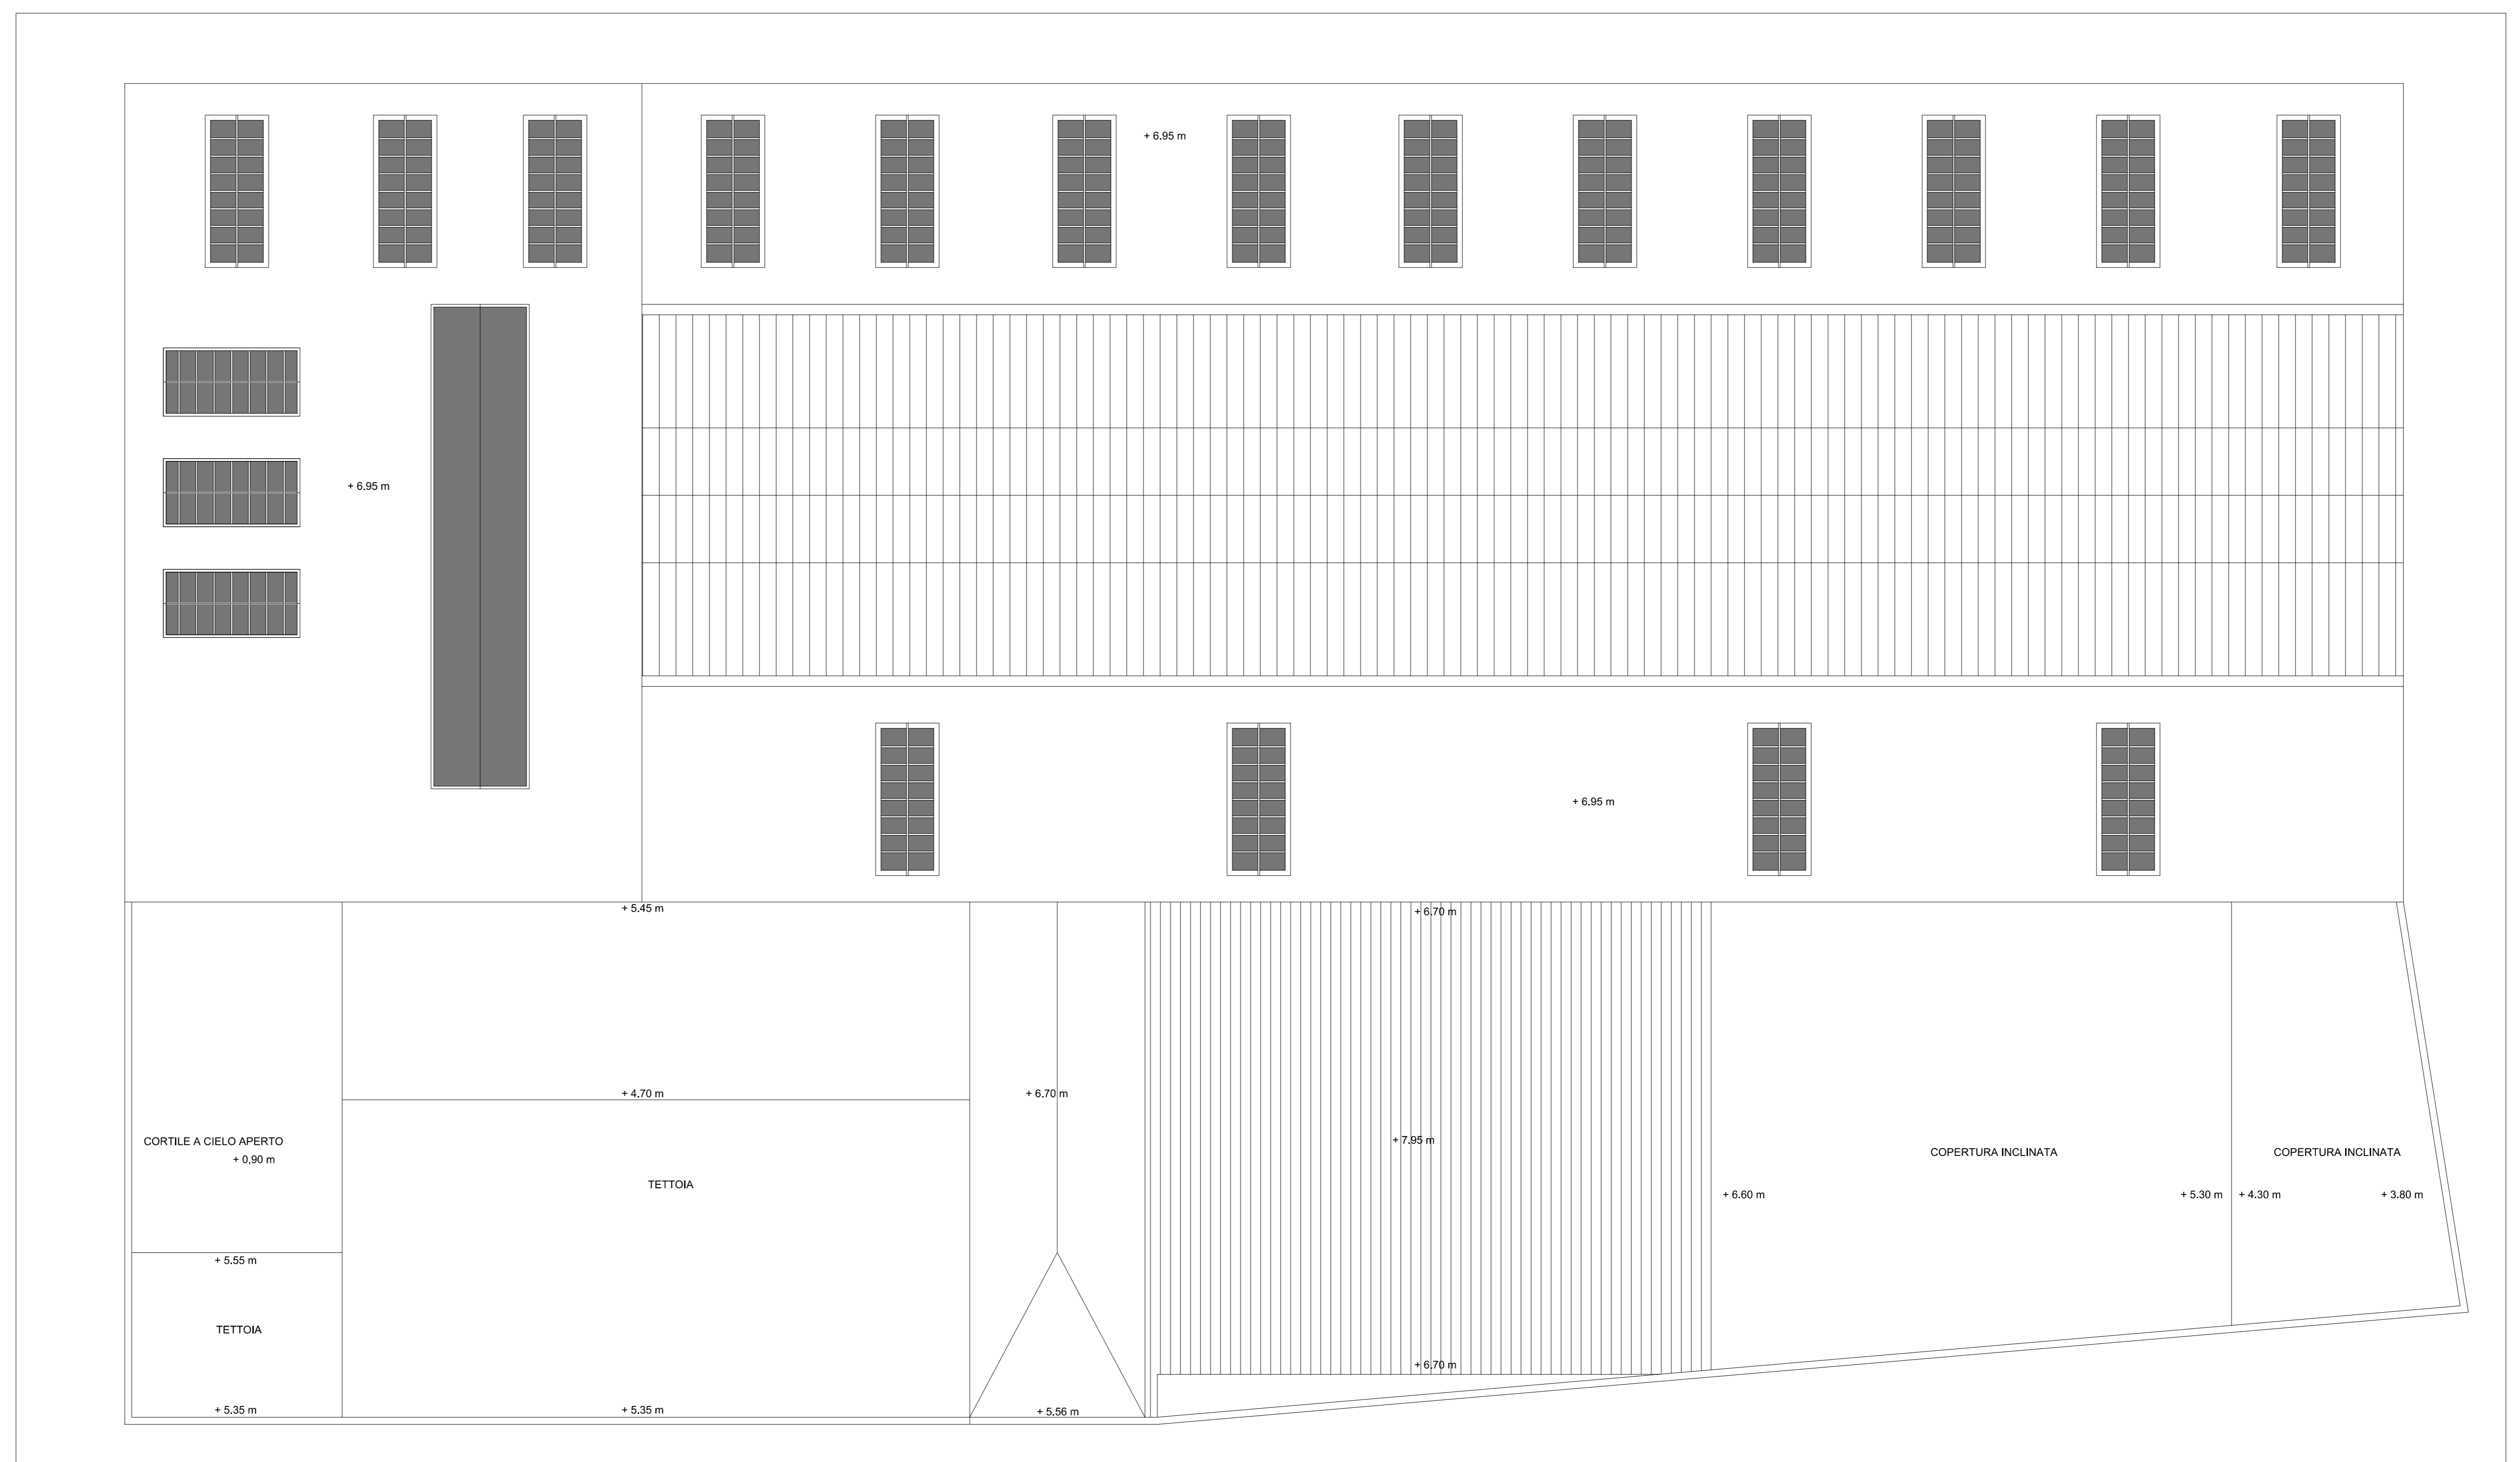 + 6.95 m
+ 6.95 m
+ 6.95 m
+ 5.45 m
+ 6.70 m
+ 4.70 m
+ 6.70 m
CORTILE A CIELO APERTO
+ 0,90 m
+ 7.95 m
COPERTURA INCLINATA
COPERTURA INCLINATA
TETTOIA
+ 6.60 m
+ 5.30 m
+ 4.30 m
+ 3.80 m
+ 5.55 m
TETTOIA
+ 6.70 m
+ 5.35 m
+ 5.35 m
+ 5.56 m